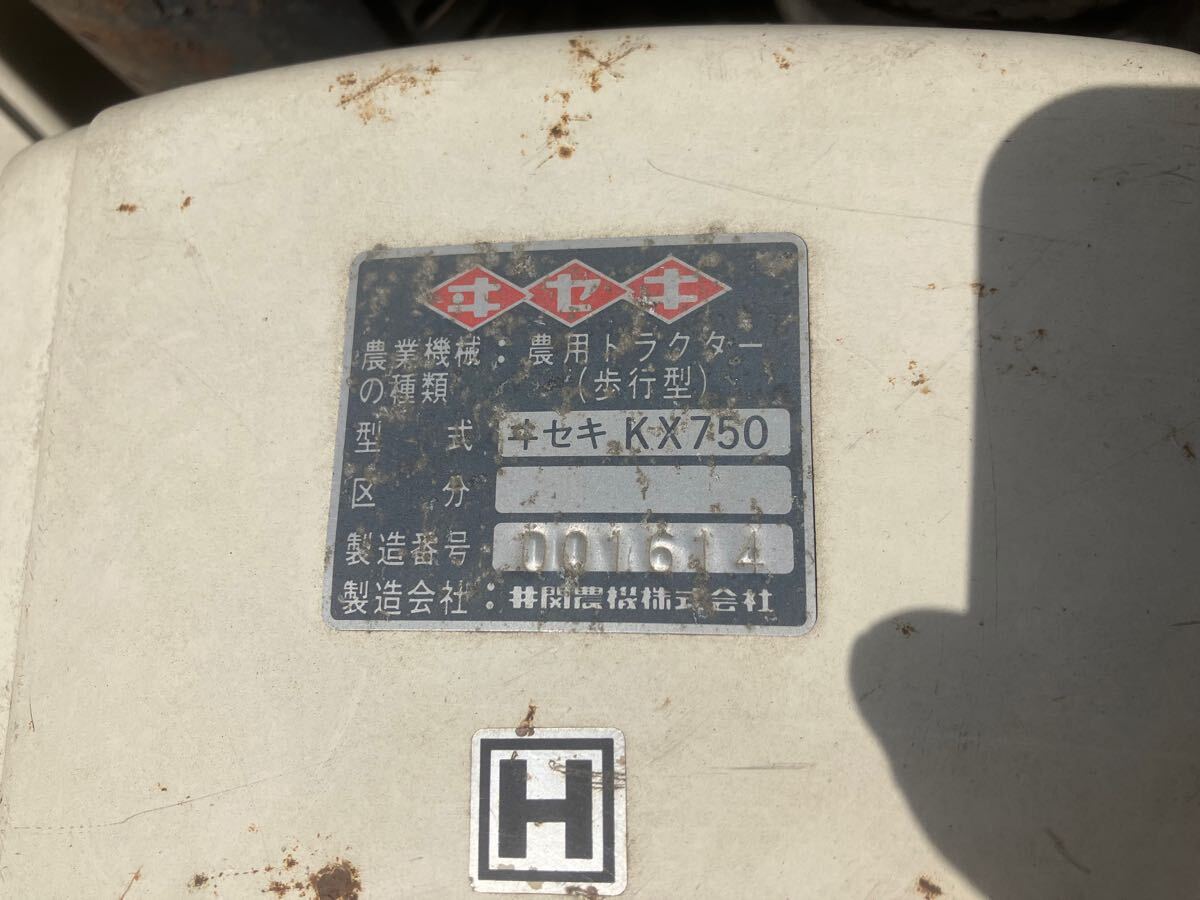 ヰセキ
農業機械の種類：農用トラクター
（歩行型）
型式 ヰセキ KX750
区分
製造番号 001614
製造会社：井関農機株式会社
H